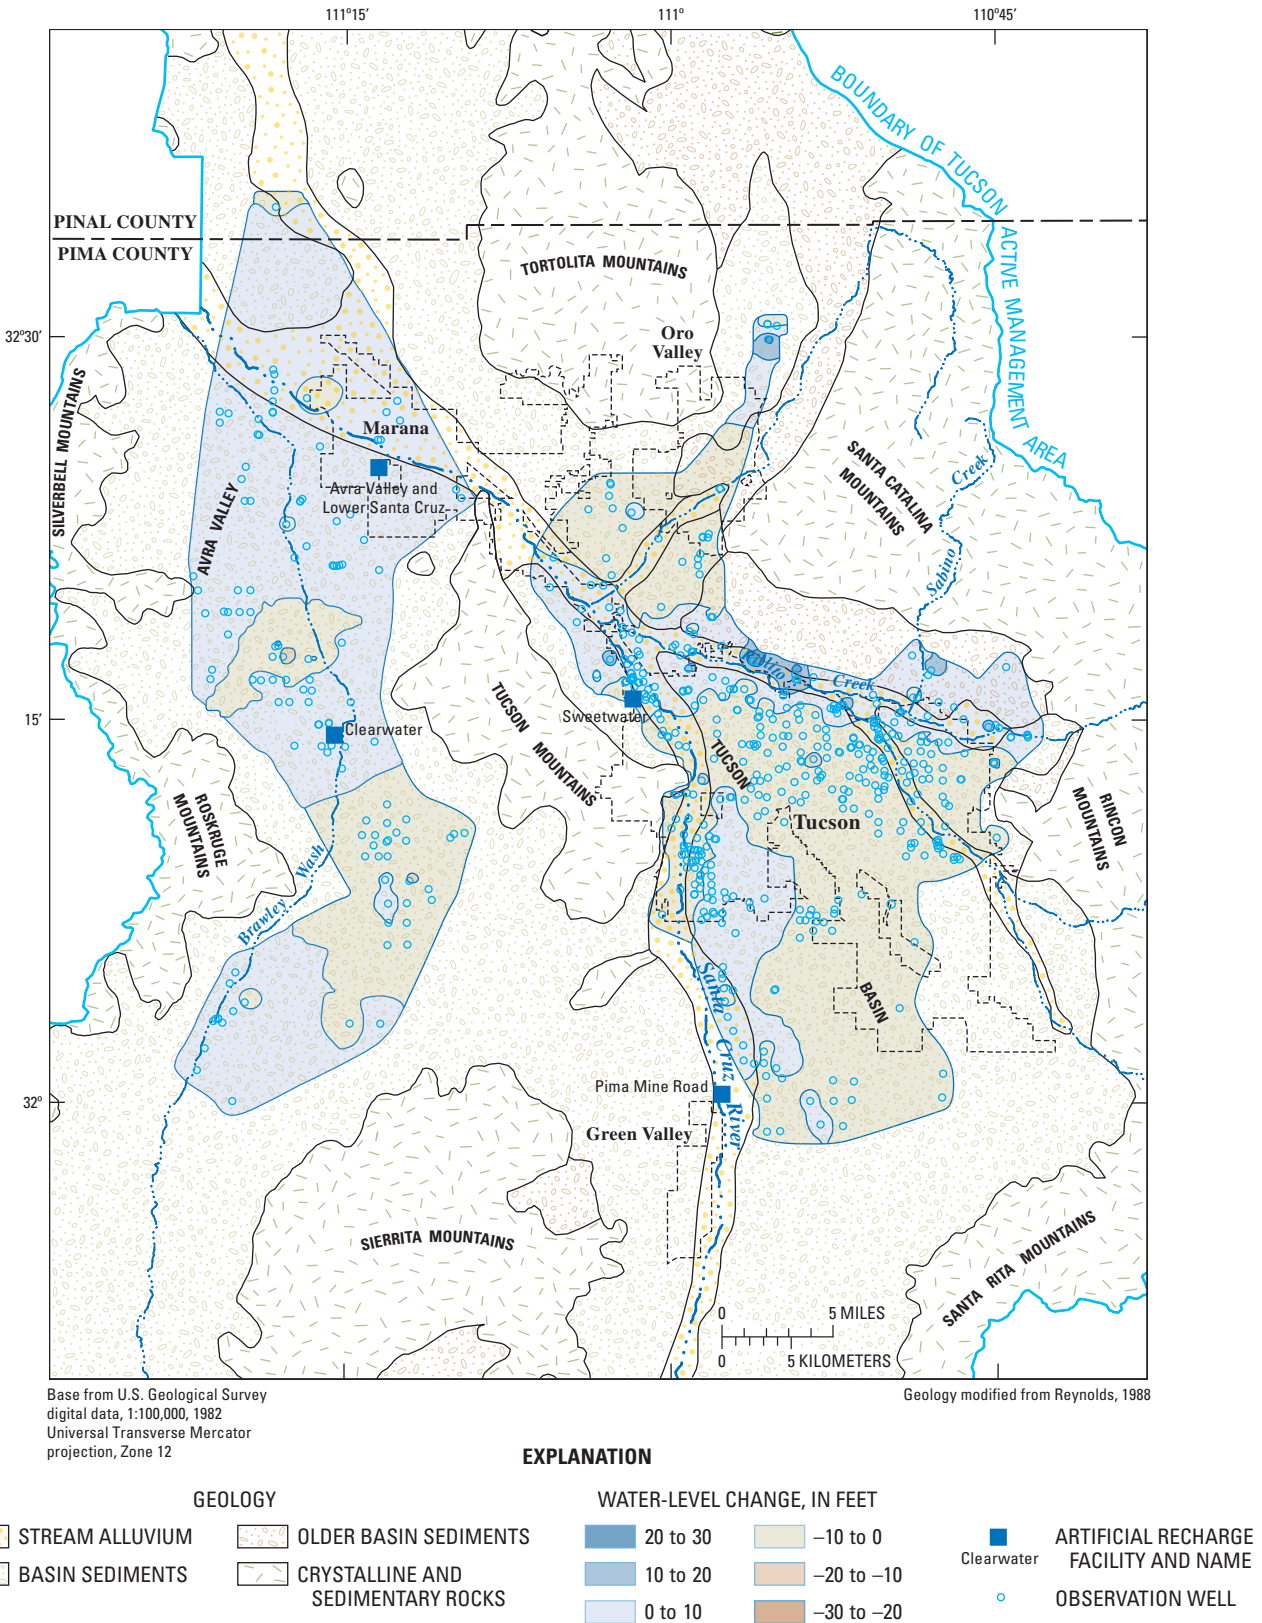 111°15'
111°
110°45'
BOUNDARY OF TUCSON
ACTIVE MANAGEMENT
AREA
PINAL COUNTY
PIMA COUNTY
TORTOLITA MOUNTAINS
32°30'
Oro
Valley
SILVERBELL MOUNTAINS
Marana
SANTA CATALINA
MOUNTAINS
Creek
Sabino
Avra Valley and
Lower Santa Cruz
AVRA VALLEY
Rillito
Creek
TUCSON MOUNTAINS
Sweetwater
15'
Clearwater
TUCSON
BASIN
ROSKRUGE
MOUNTAINS
Tucson
RINCON
MOUNTAINS
Brawley Wash
Santa Cruz River
Pima Mine Road
32°
Green Valley
SIERRITA MOUNTAINS
SANTA RITA MOUNTAINS
0 5 MILES
0 5 KILOMETERS
Base from U.S. Geological Survey
digital data, 1:100,000, 1982
Universal Transverse Mercator
projection, Zone 12
Geology modified from Reynolds, 1988
EXPLANATION
GEOLOGY
STREAM ALLUVIUM
BASIN SEDIMENTS
OLDER BASIN SEDIMENTS
CRYSTALLINE AND
SEDIMENTARY ROCKS
WATER-LEVEL CHANGE, IN FEET
20 to 30
10 to 20
0 to 10
–10 to 0
–20 to –10
–30 to –20
Clearwater
ARTIFICIAL RECHARGE
FACILITY AND NAME
OBSERVATION WELL